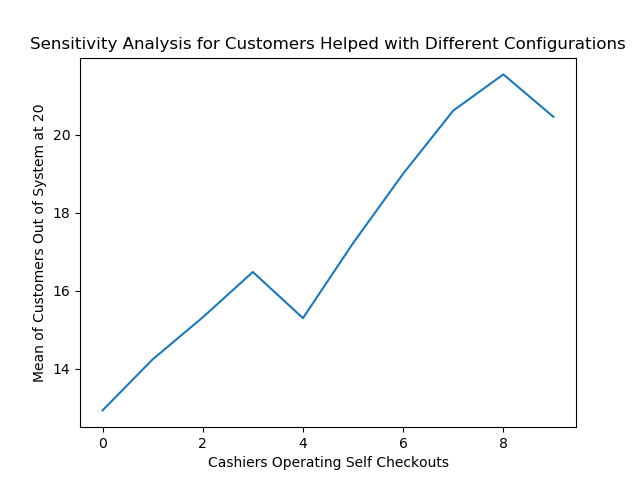 Sensitivity Analysis for Customers Helped with Different Configurations
Mean of Customers Out of System at 20
20
18
16
14
0 2 4 6 8
Cashiers Operating Self Checkouts